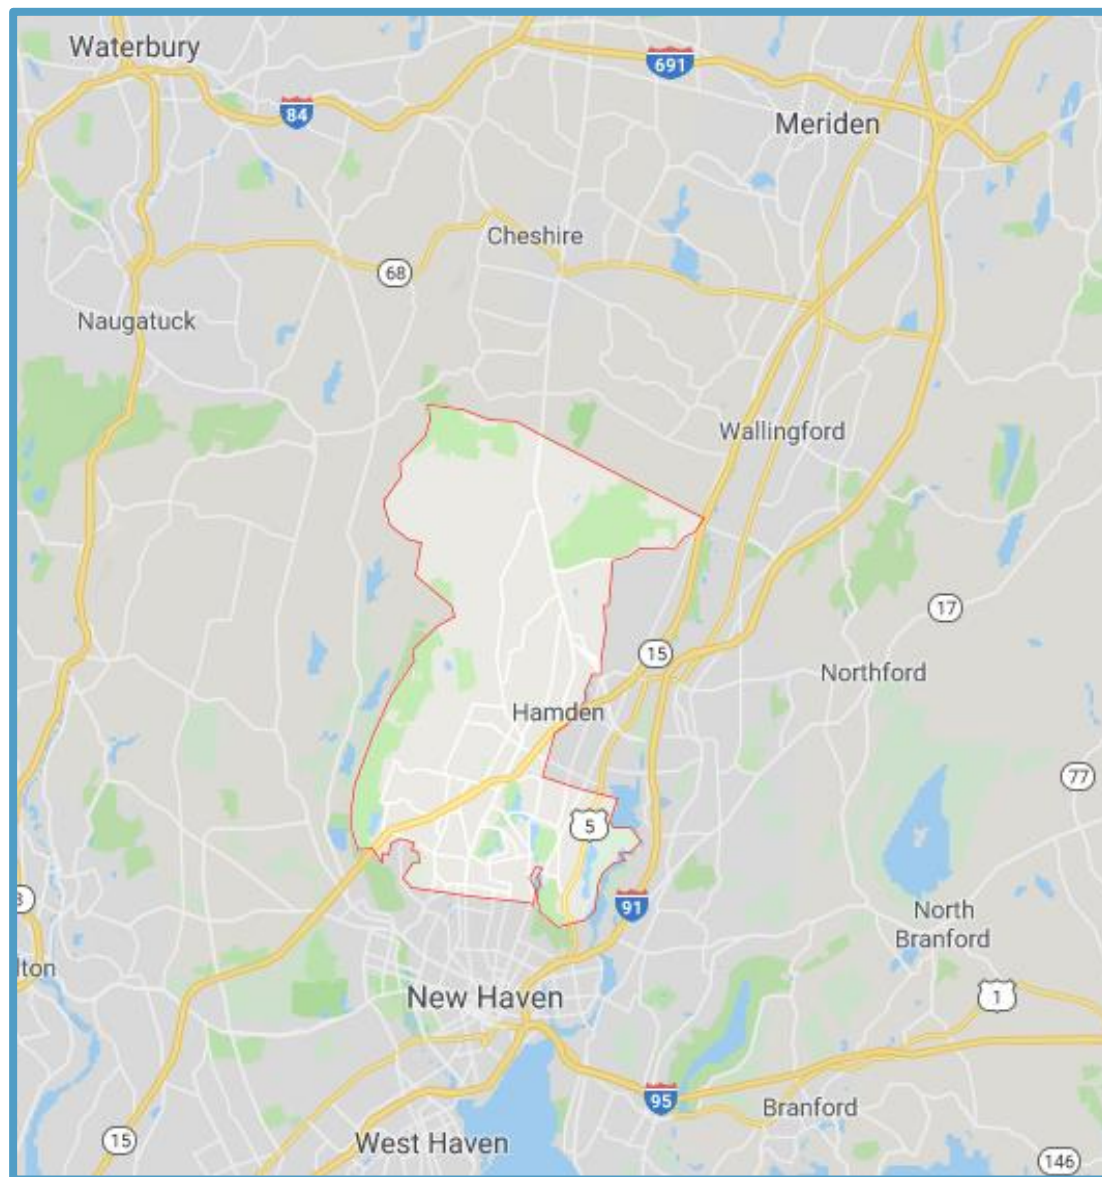 Waterbury
691
84
Meriden
Cheshire
68
Naugatuck
Wallingford
17
15
Northford
Hamden
77
5
91
North
Branford
lton
New Haven
1
95
Branford
15
West Haven
146